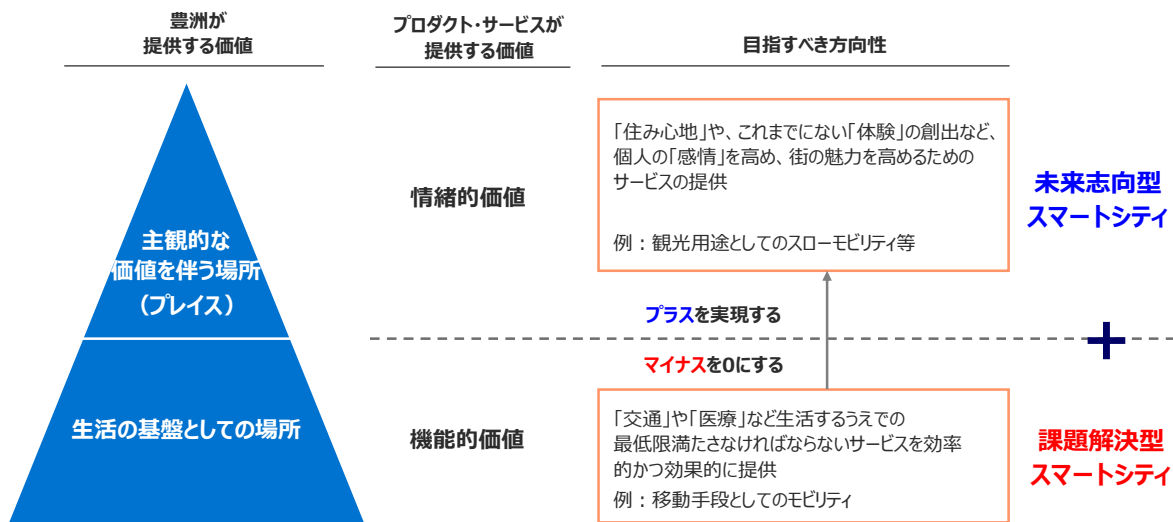 豊洲が
提供する価値
プロダクト・サービスが
提供する価値
目指すべき方向性
主観的な
価値を伴う場所
（プレイス）
生活の基盤としての場所
情緒的価値
「住み心地」や、これまでにない「体験」の創出など、
個人の「感情」を高め、街の魅力を高めるための
サービスの提供
例：観光用途としてのスローモビリティ等
未来志向型
スマートシティ
プラスを実現する
+
マイナスを0にする
機能的価値
「交通」や「医療」など生活するうえでの
最低限満たさなければならないサービスを効率
的かつ効果的に提供
例：移動手段としてのモビリティ
課題解決型
スマートシティ